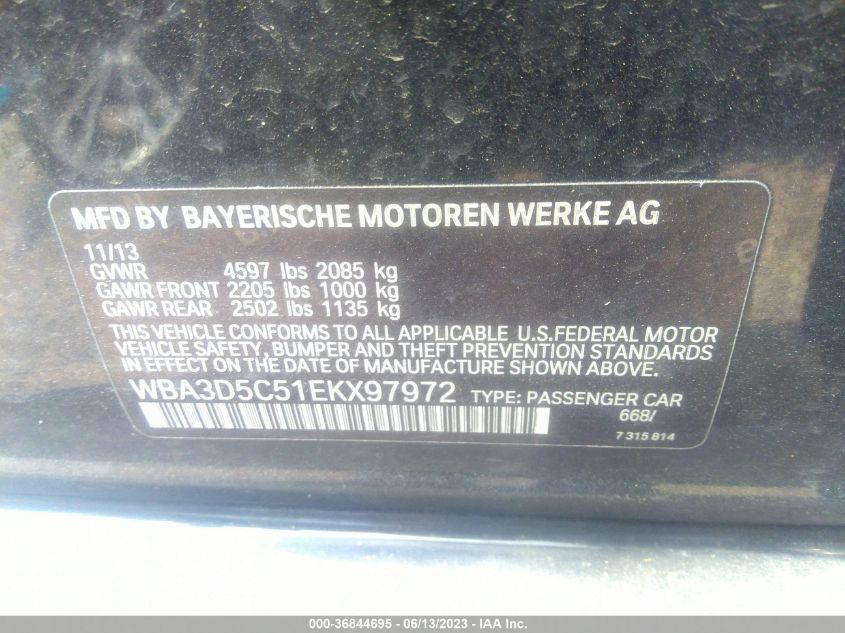 MFD BY BAYERISCHE MOTOREN WERKE AG
11/13
GVWR 4597 lbs 2085 kg
GAWR FRONT 2205 lbs 1000 kg
GAWR REAR 2502 lbs 1135 kg
THIS VEHICLE CONFORMS TO ALL APPLICABLE U.S.FEDERAL MOTOR
VEHICLE SAFETY, BUMPER AND THEFT PREVENTION STANDARDS
IN EFFECT ON THE DATE OF MANUFACTURE SHOWN ABOVE.
WBA3D5C51EKX97972 TYPE: PASSENGER CAR
668/
7 315 814
000-36844695 - 06/13/2023 - IAA Inc.